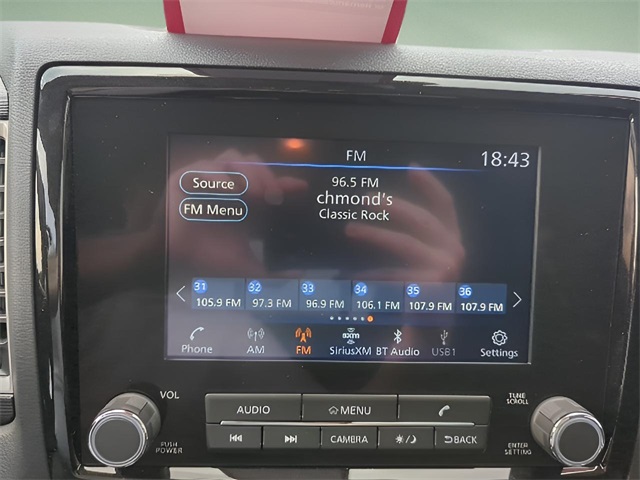 FM
18:43
Source
FM Menu
96.5 FM
chmond's
Classic Rock
31 32 33 34 35 36
105.9 FM 97.3 FM 96.9 FM 106.1 FM 107.9 FM 107.9 FM
sxm
Phone AM FM SiriusXM BT Audio USB1 Settings
VOL
PUSH
POWER
AUDIO MENU
CAMERA BACK
TUNE
SCROLL
ENTER
SETTING